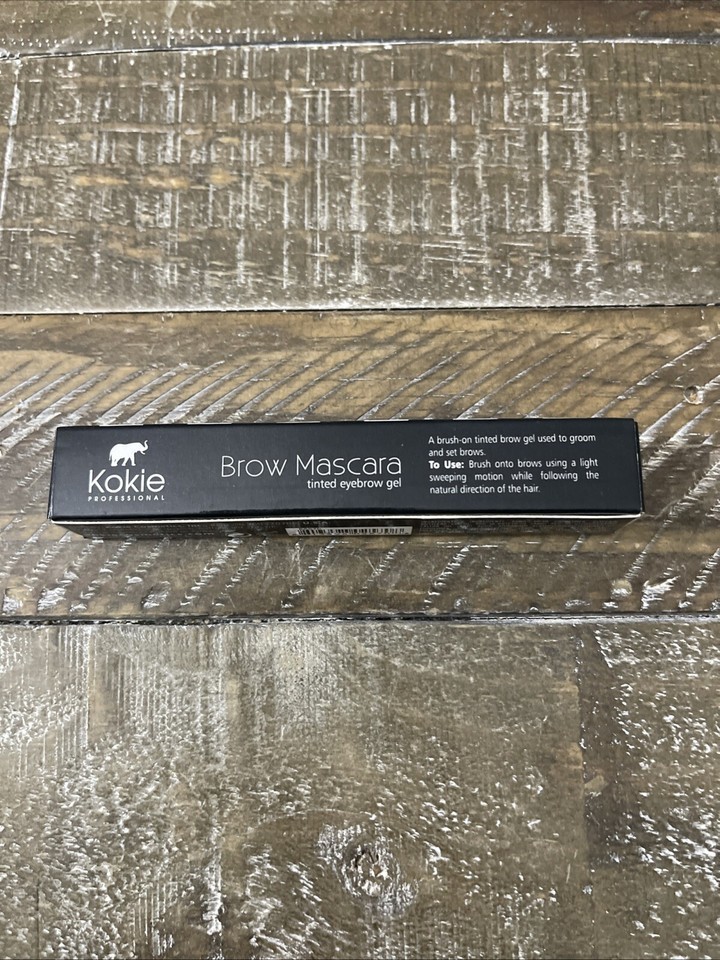 Kokie
PROFESSIONAL
Brow Mascara
tinted eyebrow gel
A brush-on tinted brow gel used to groom
and set brows.
To Use: Brush onto brows using a light
sweeping motion while following the
natural direction of the hair.